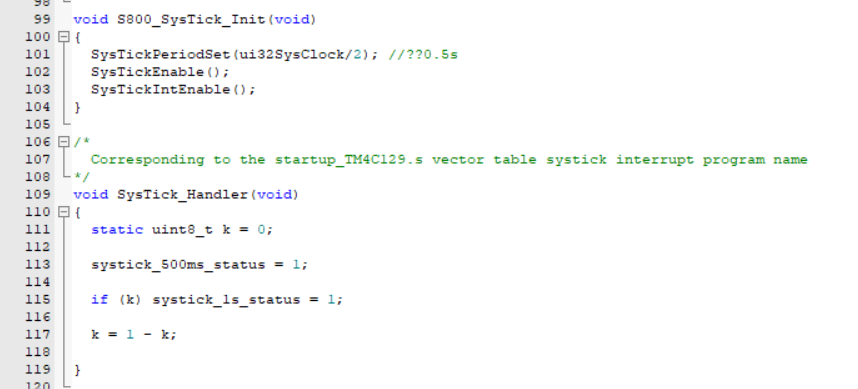 98
99 void S800_SysTick_Init(void)
100 {
101 SysTickPeriodSet(ui32SysClock/2); //??0.5s
102 SysTickEnable();
103 SysTickIntEnable();
104 }
105
106 /*
107 Corresponding to the startup_TM4C129.s vector table systick interrupt program name
108 */
109 void SysTick_Handler(void)
110 {
111 static uint8_t k = 0;
112
113 systick_500ms_status = 1;
114
115 if (k) systick_1s_status = 1;
116
117 k = 1 - k;
118
119 }
120